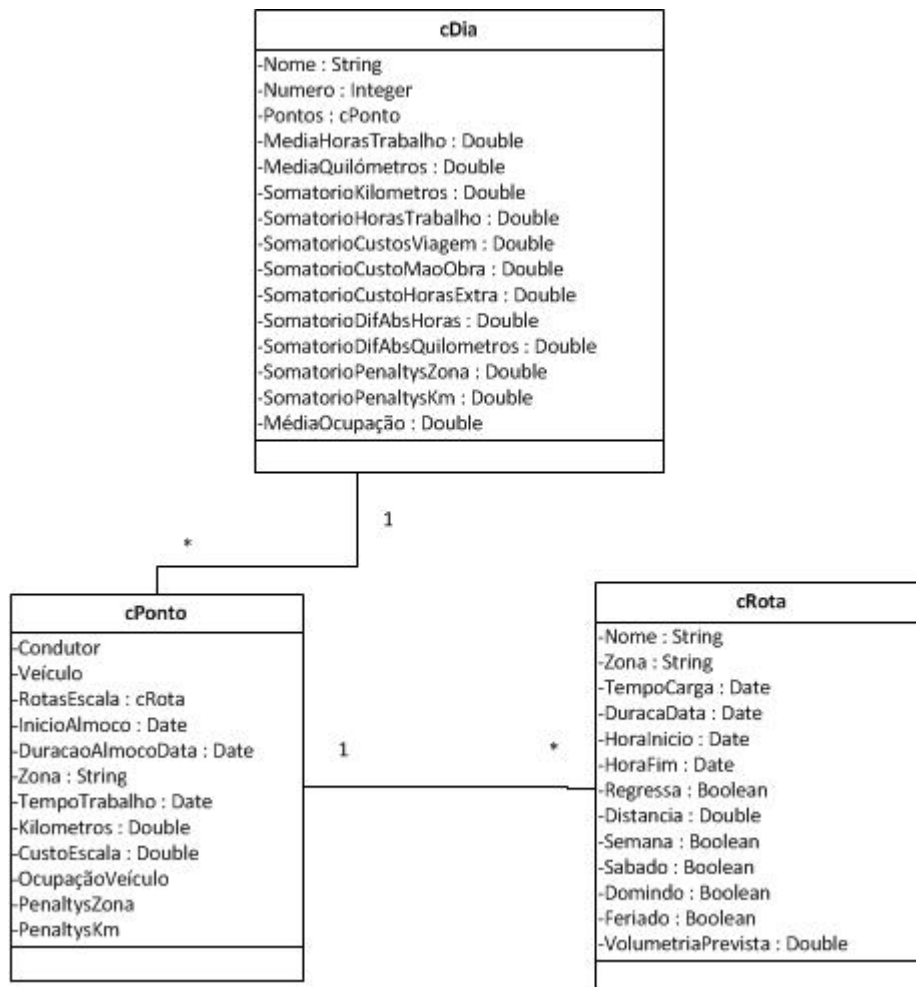 cDia
-Nome : String
-Numero : Integer
-Pontos : cPonto
-MediaHorasTrabalho : Double
-MediaQuilómetros : Double
-SomatorioKilometros : Double
-SomatorioHorasTrabalho : Double
-SomatorioCustosViagem : Double
-SomatorioCustoMaoObra : Double
-SomatorioCustoHorasExtra : Double
-SomatorioDifAbsHoras : Double
-SomatorioDifAbsQuilometros : Double
-SomatorioPenaltysZona : Double
-SomatorioPenaltysKm : Double
-MédiaOcupação : Double
1
*
cPonto
-Condutor
-Veículo
-RotasEscala : cRota
-InicioAlmoco : Date
-DuracaoAlmocoData : Date
-Zona : String
-TempoTrabalho : Date
-Kilometros : Double
-CustoEscala : Double
-OcupaçãoVeículo
-PenaltysZona
-PenaltysKm
1
*
cRota
-Nome : String
-Zona : String
-TempoCarga : Date
-DuracaData : Date
-HoraInicio : Date
-HoraFim : Date
-Regressa : Boolean
-Distancia : Double
-Semana : Boolean
-Sabado : Boolean
-Domindo : Boolean
-Feriado : Boolean
-VolumetriaPrevista : Double